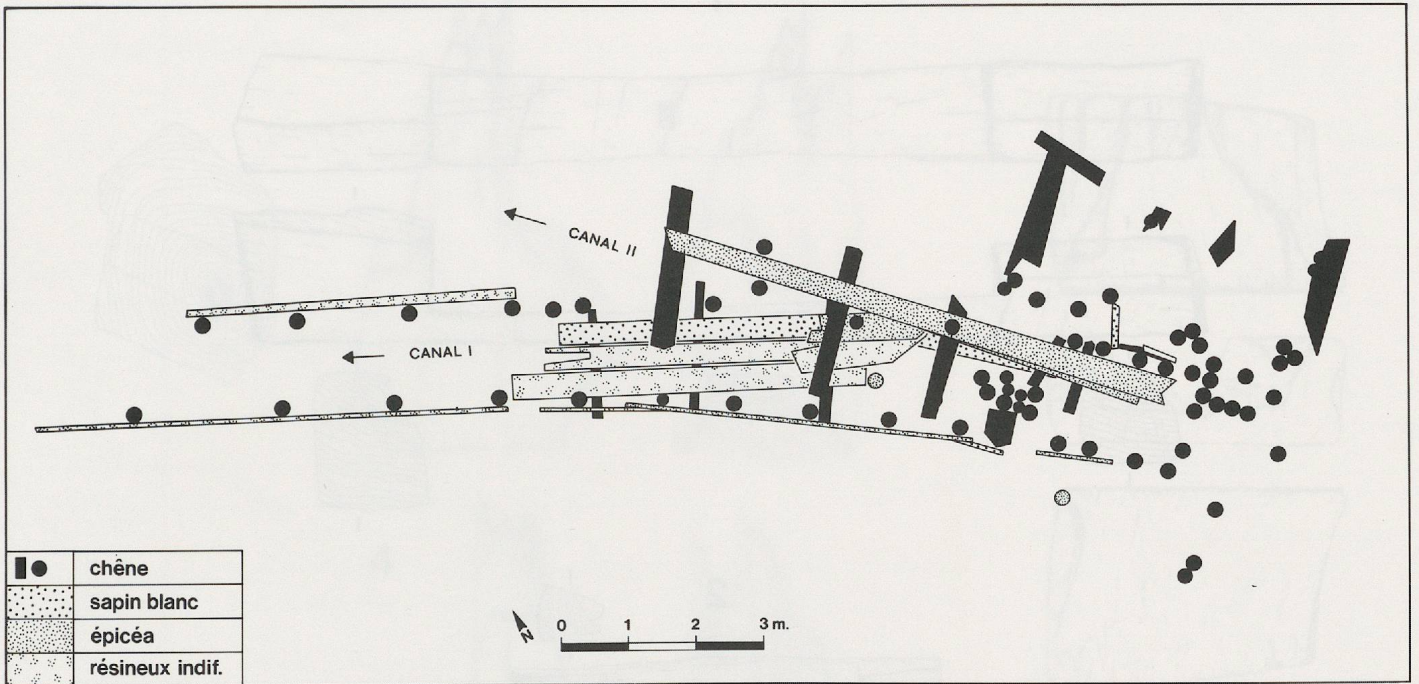 CANAL II
CANAL I
chêne
sapin blanc
épicéa
résineux indif.
N
0 1 2 3 m.